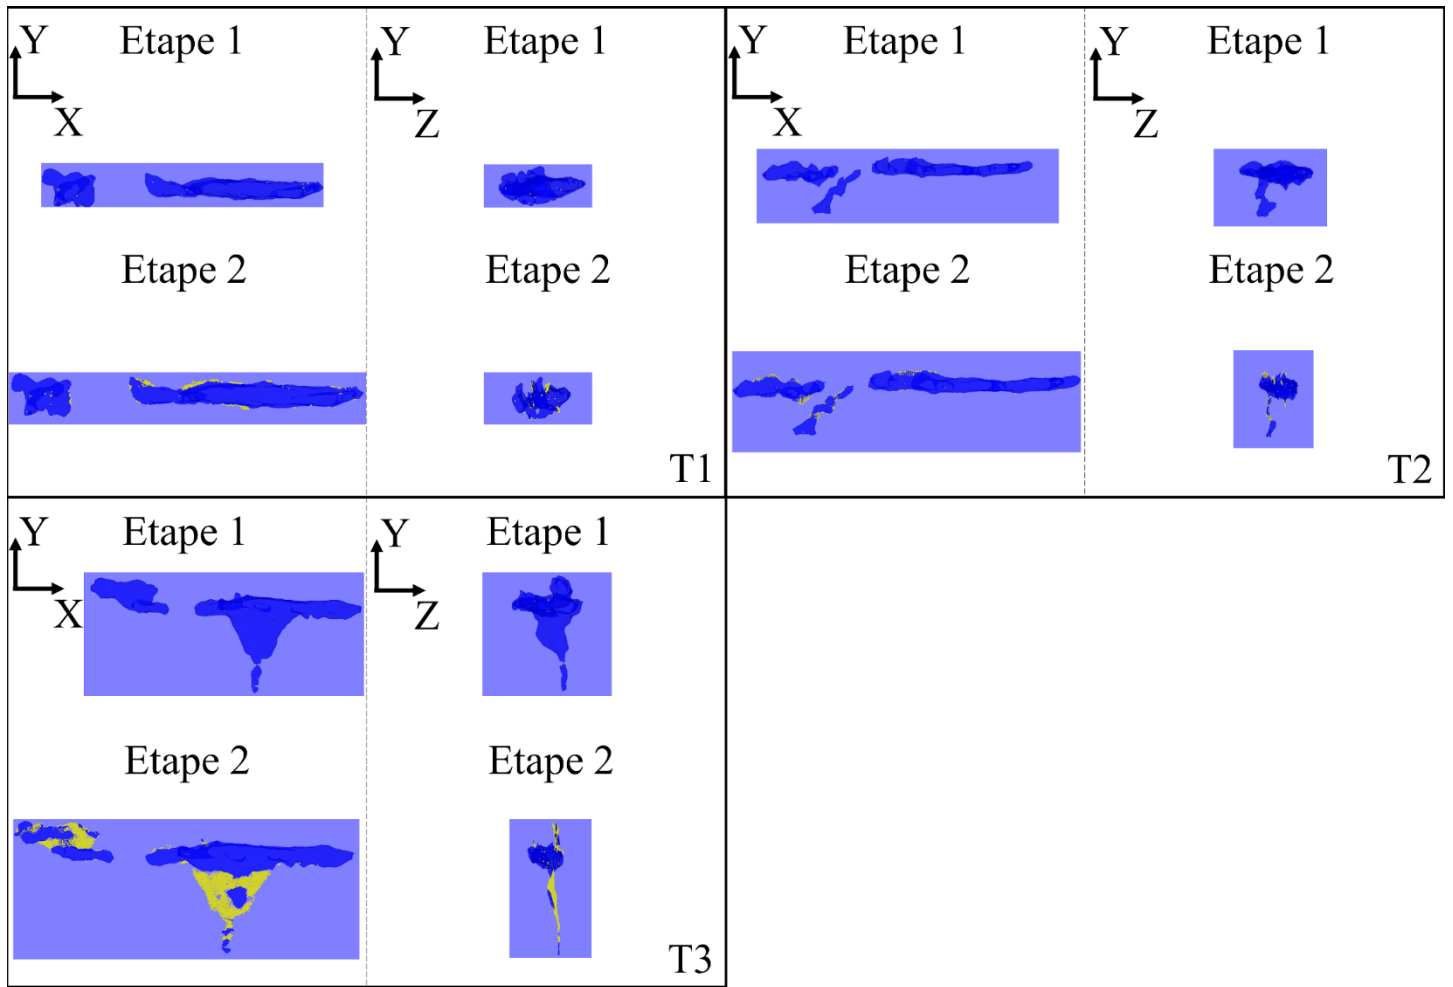 Y Etape 1 Y Etape 1 Y Etape 1 Y Etape 1
X Z X Z
Etape 2 Etape 2 Etape 2 Etape 2
T1 T2
Y Etape 1 Y Etape 1
X Z
Etape 2 Etape 2
T3